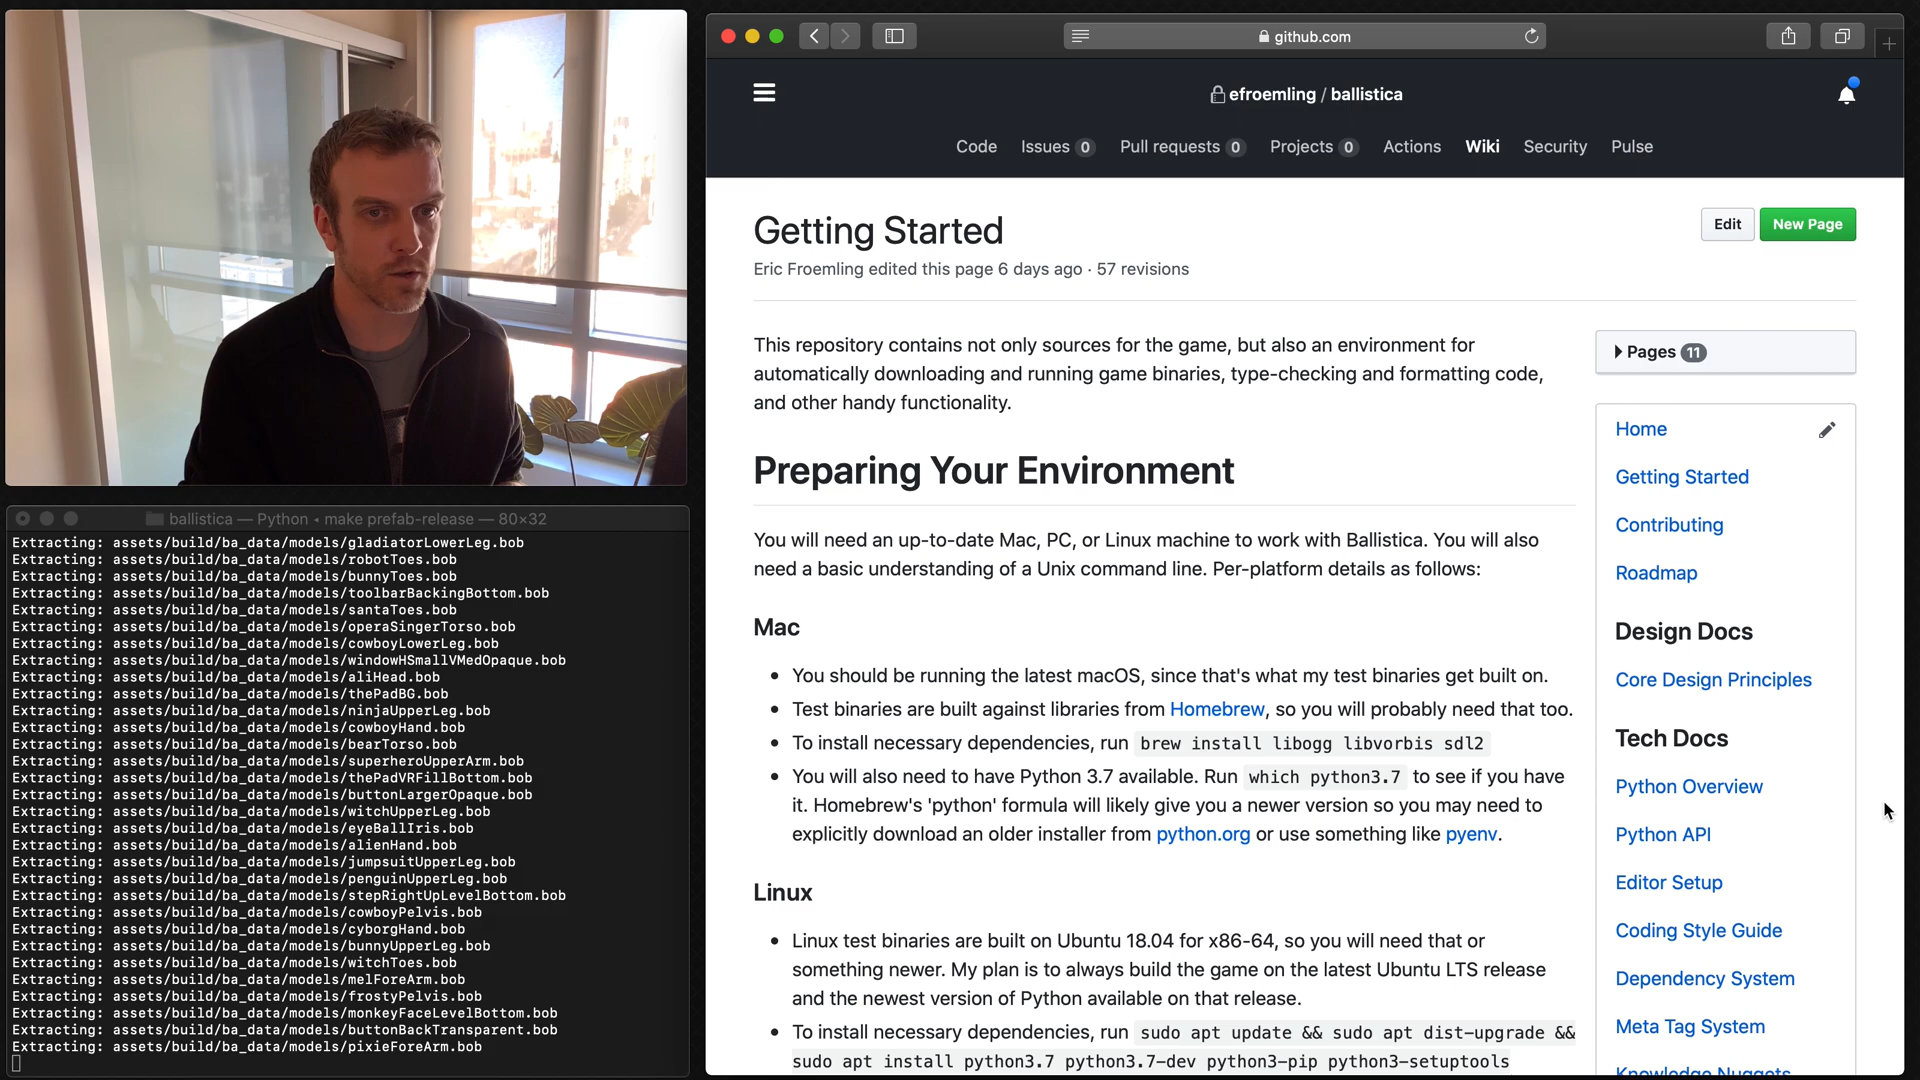 github.com
efroemling / ballistica
Code Issues 0 Pull requests 0 Projects 0 Actions Wiki Security Pulse
Getting Started
Edit
New Page
Eric Froemling edited this page 6 days ago · 57 revisions
This repository contains not only sources for the game, but also an environment for
automatically downloading and running game binaries, type-checking and formatting code,
and other handy functionality.
Preparing Your Environment
You will need an up-to-date Mac, PC, or Linux machine to work with Ballistica. You will also
need a basic understanding of a Unix command line. Per-platform details as follows:
Mac
• You should be running the latest macOS, since that's what my test binaries get built on.
• Test binaries are built against libraries from Homebrew, so you will probably need that too.
• To install necessary dependencies, run brew install libogg libvorbis sdl2
• You will also need to have Python 3.7 available. Run which python3.7 to see if you have
it. Homebrew's 'python' formula will likely give you a newer version so you may need to
explicitly download an older installer from python.org or use something like pyenv.
Linux
• Linux test binaries are built on Ubuntu 18.04 for x86-64, so you will need that or
something newer. My plan is to always build the game on the latest Ubuntu LTS release
and the newest version of Python available on that release.
• To install necessary dependencies, run sudo apt update && sudo apt dist-upgrade &&
sudo apt install python3.7 python3.7-dev python3-pip python3-setuptools
Pages 11
Home
Getting Started
Contributing
Roadmap
Design Docs
Core Design Principles
Tech Docs
Python Overview
Python API
Editor Setup
Coding Style Guide
Dependency System
Meta Tag System
Knowledge Nuggets
ballistica — Python ◂ make prefab-release — 80×32
Extracting: assets/build/ba_data/models/gladiatorLowerLeg.bob
Extracting: assets/build/ba_data/models/robotToes.bob
Extracting: assets/build/ba_data/models/bunnyToes.bob
Extracting: assets/build/ba_data/models/toolbarBackingBottom.bob
Extracting: assets/build/ba_data/models/santaToes.bob
Extracting: assets/build/ba_data/models/operaSingerTorso.bob
Extracting: assets/build/ba_data/models/cowboyLowerLeg.bob
Extracting: assets/build/ba_data/models/windowHSmallVMedOpaque.bob
Extracting: assets/build/ba_data/models/aliHead.bob
Extracting: assets/build/ba_data/models/thePadBG.bob
Extracting: assets/build/ba_data/models/ninjaUpperLeg.bob
Extracting: assets/build/ba_data/models/cowboyHand.bob
Extracting: assets/build/ba_data/models/bearTorso.bob
Extracting: assets/build/ba_data/models/superheroUpperArm.bob
Extracting: assets/build/ba_data/models/thePadVRFillBottom.bob
Extracting: assets/build/ba_data/models/buttonLargerOpaque.bob
Extracting: assets/build/ba_data/models/witchUpperLeg.bob
Extracting: assets/build/ba_data/models/eyeBallIris.bob
Extracting: assets/build/ba_data/models/alienHand.bob
Extracting: assets/build/ba_data/models/jumpsuitUpperLeg.bob
Extracting: assets/build/ba_data/models/penguinUpperLeg.bob
Extracting: assets/build/ba_data/models/stepRightUpLevelBottom.bob
Extracting: assets/build/ba_data/models/cowboyPelvis.bob
Extracting: assets/build/ba_data/models/cyborgHand.bob
Extracting: assets/build/ba_data/models/bunnyUpperLeg.bob
Extracting: assets/build/ba_data/models/witchToes.bob
Extracting: assets/build/ba_data/models/melForeArm.bob
Extracting: assets/build/ba_data/models/frostyPelvis.bob
Extracting: assets/build/ba_data/models/monkeyFaceLevelBottom.bob
Extracting: assets/build/ba_data/models/buttonBackTransparent.bob
Extracting: assets/build/ba_data/models/pixieForeArm.bob